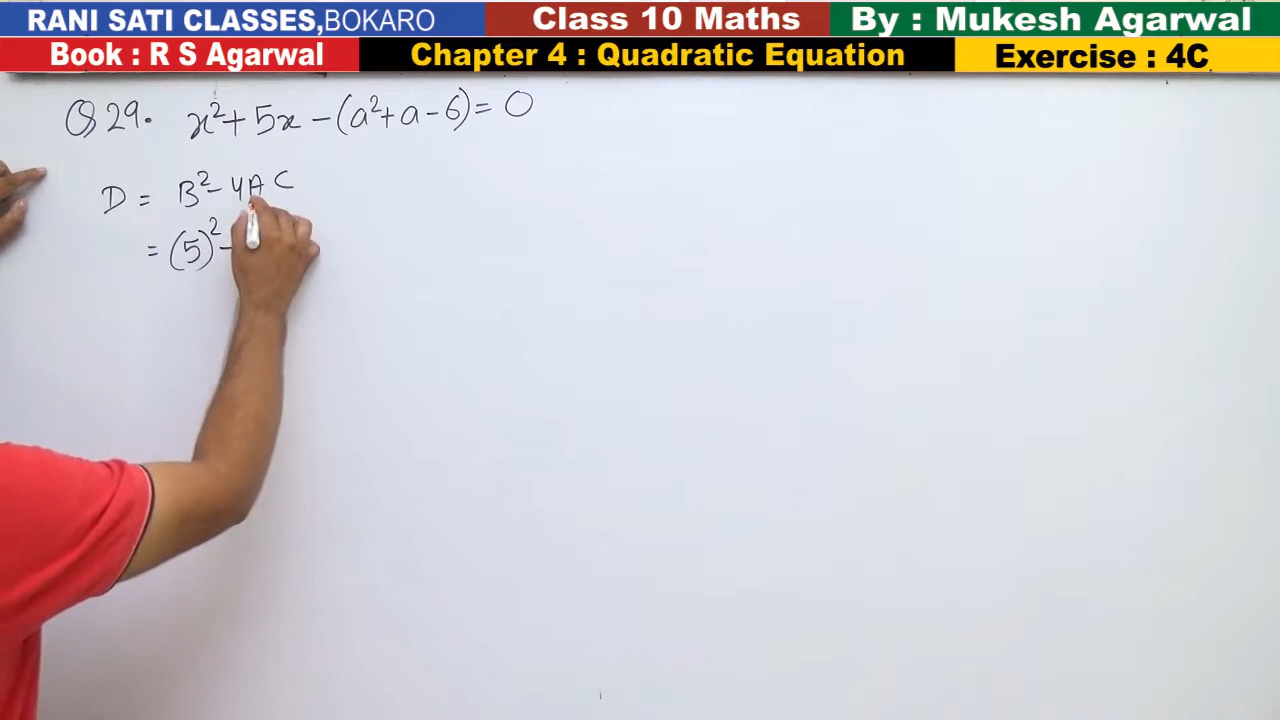 RANI SATI CLASSES,BOKARO
Class 10 Maths
By : Mukesh Agarwal
Book : R S Agarwal
Chapter 4 : Quadratic Equation
Exercise : 4C
Q 29. x²+5x-(a²+a-6)=0
D = B²-4AC
= (5)²-